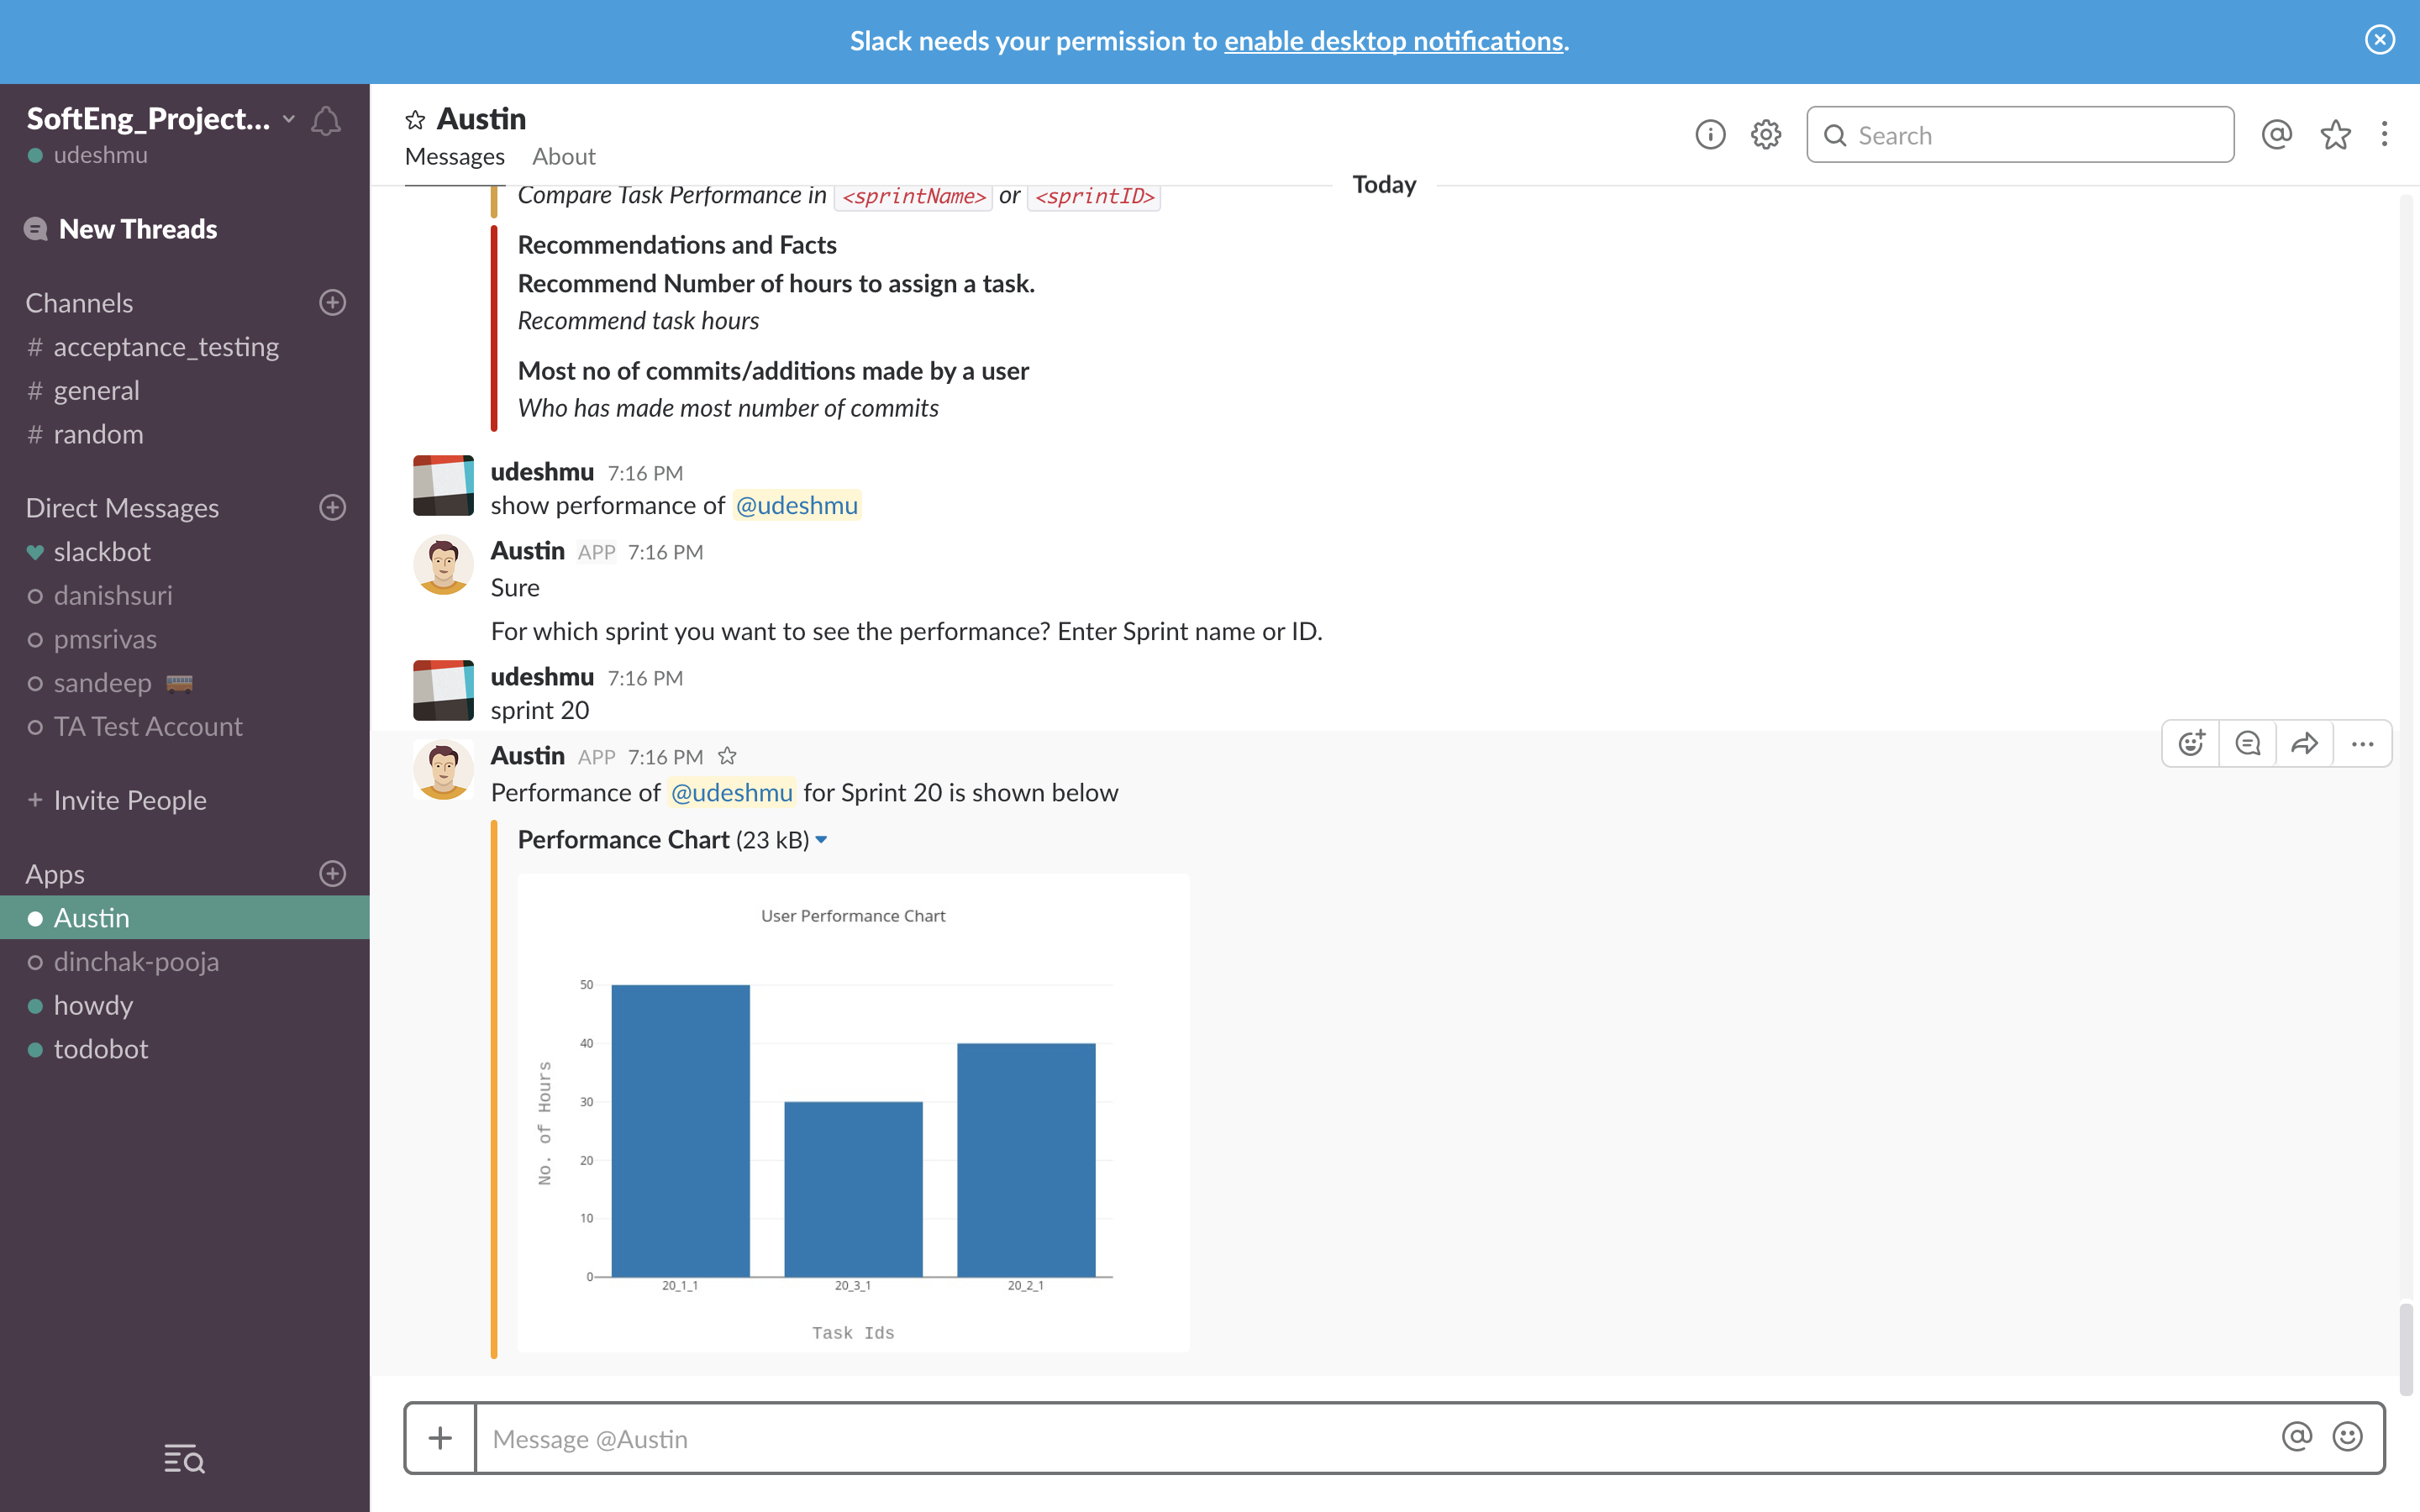 Slack needs your permission to enable desktop notifications.
SoftEng_Project...
udeshmu
New Threads
Channels
# acceptance_testing
# general
# random
Direct Messages
slackbot
danishsuri
pmsrivas
sandeep
TA Test Account
+ Invite People
Apps
Austin
dinchak-pooja
howdy
todobot
Austin
Messages About
Search
Today
Compare Task Performance in <sprintName> or <sprintID>
Recommendations and Facts
Recommend Number of hours to assign a task.
Recommend task hours
Most no of commits/additions made by a user
Who has made most number of commits
udeshmu 7:16 PM
show performance of @udeshmu
Austin APP 7:16 PM
Sure
For which sprint you want to see the performance? Enter Sprint name or ID.
udeshmu 7:16 PM
sprint 20
Austin APP 7:16 PM
Performance of @udeshmu for Sprint 20 is shown below
Performance Chart (23 kB)
User Performance Chart
50
40
30
20
10
0
No. of Hours
20_1_1 20_3_1 20_2_1
Task Ids
Message @Austin